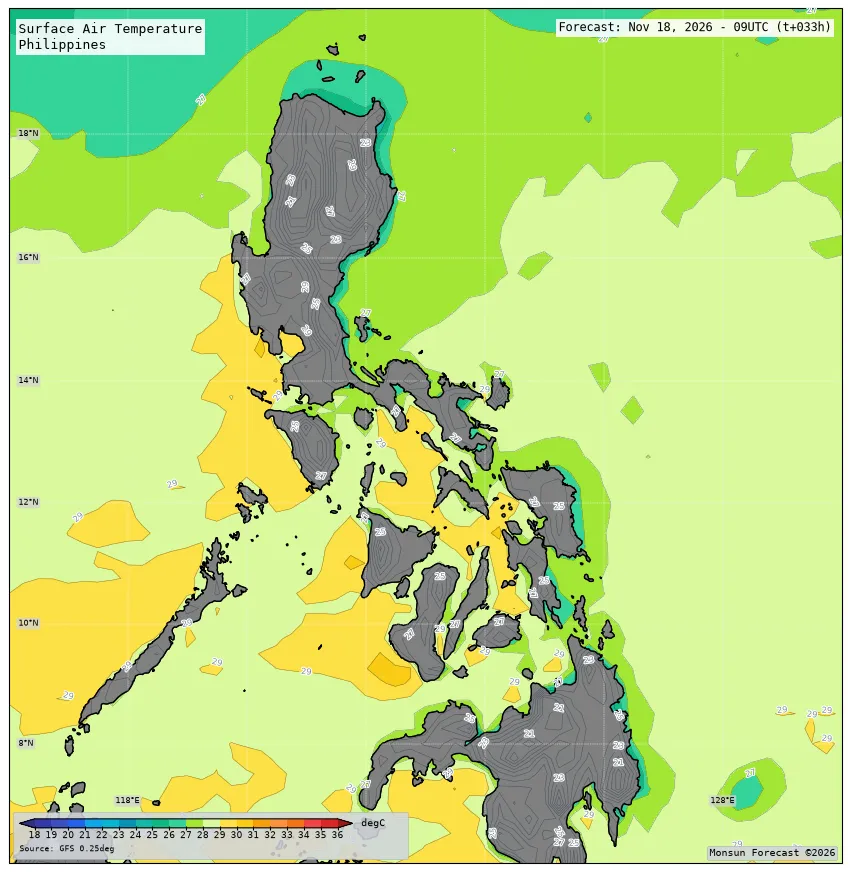 Surface Air Temperature
Philippines
Forecast: Nov 18, 2026 - 09UTC (t+033h)
18°N
16°N
14°N
12°N
10°N
8°N
118°E
128°E
18 19 20 21 22 23 24 25 26 27 28 29 30 31 32 33 34 35 36
degC
Source: GFS 0.25deg
Monsun Forecast ©2026